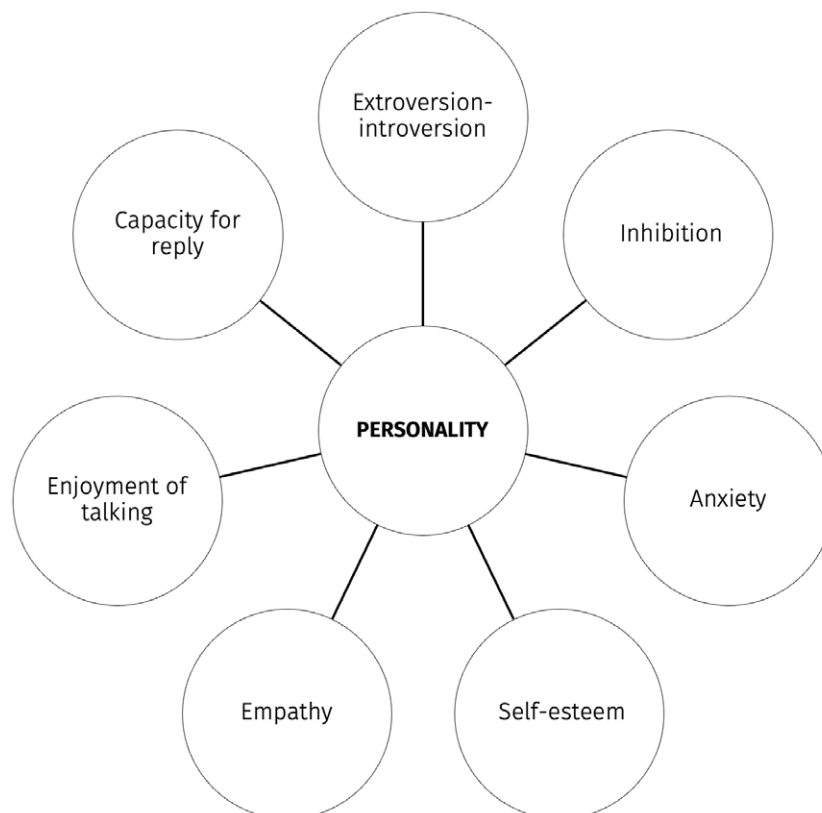 Extroversion-
introversion
Inhibition
Anxiety
Self-esteem
Empathy
Enjoyment of
talking
Capacity for
reply
PERSONALITY